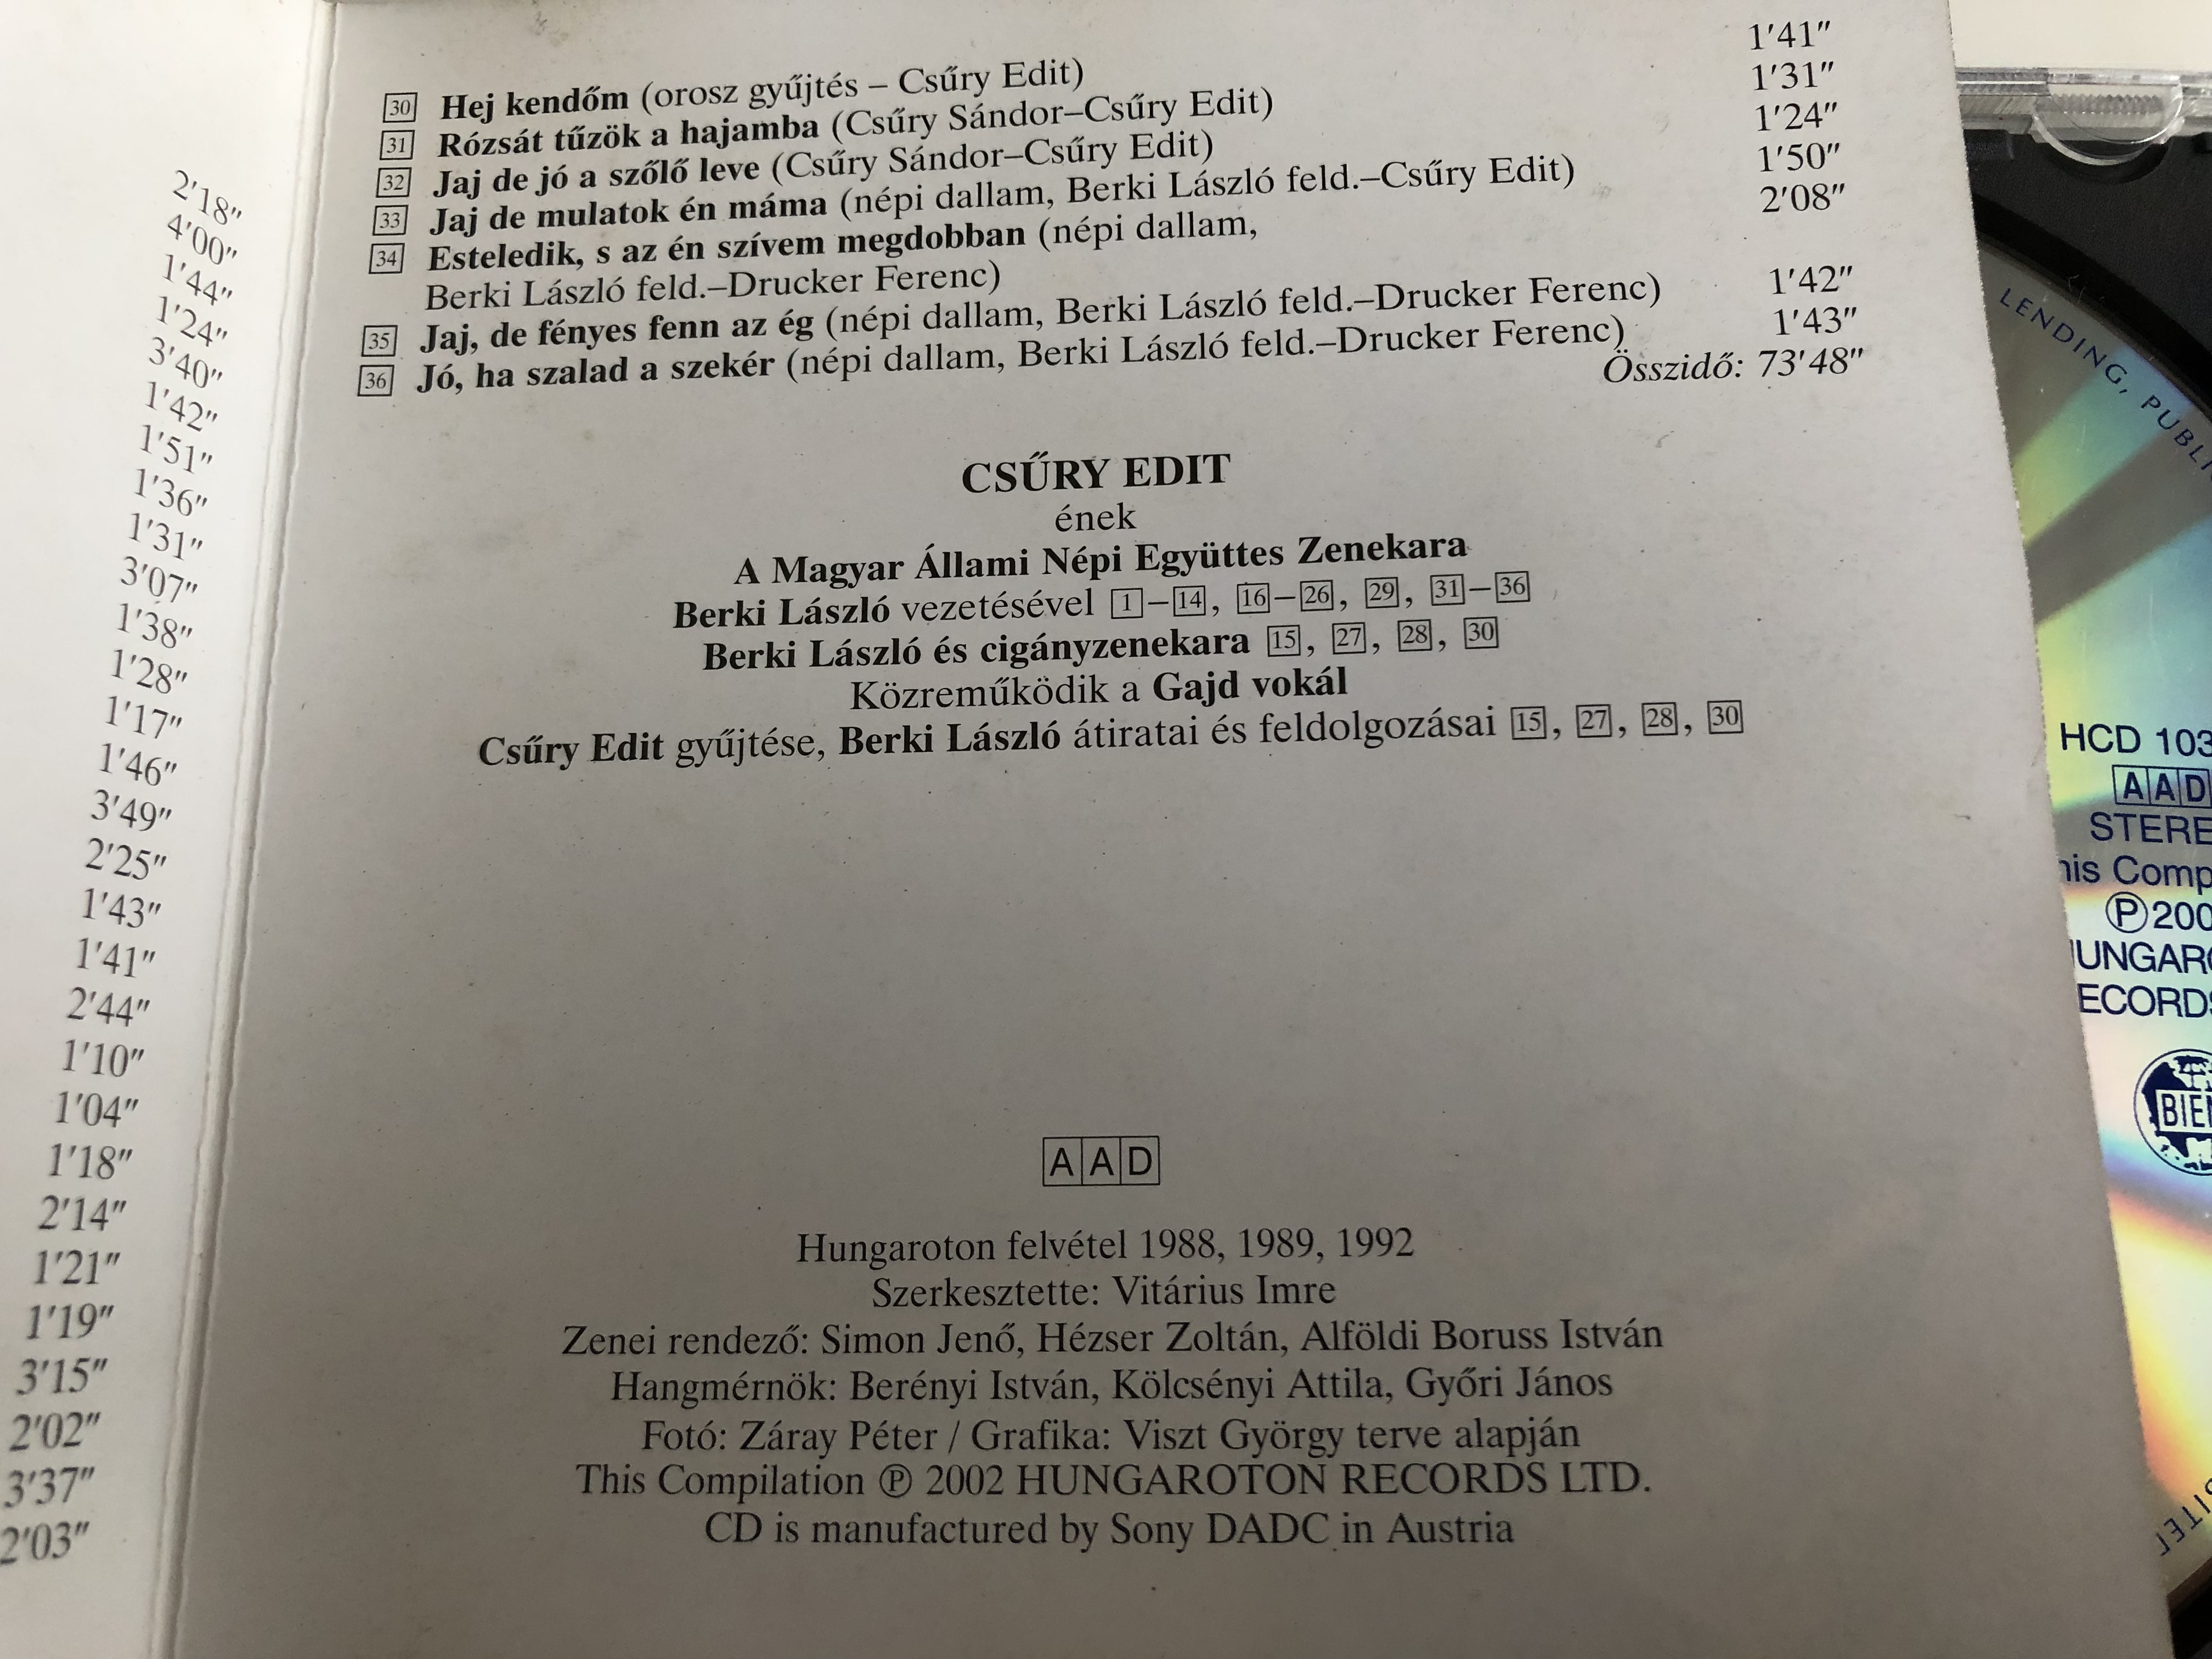 2'18"
4'00"
1'44"
1'24"
3'40"
1'42"
1'51"
1'36"
1'31"
3'07"
1'38"
1'28"
1'17"
1'46"
3'49"
2'25"
1'43"
1'41"
2'44"
1'10"
1'04"
1'18"
2'14"
1'21"
1'19"
3'15"
2'02"
3'37"
2'03"
30 Hej kendőm (orosz gyűjtés – Csűry Edit) 1'41"
31 Rózsát tűzök a hajamba (Csűry Sándor–Csűry Edit) 1'31"
32 Jaj de jó a szőlő leve (Csűry Sándor–Csűry Edit) 1'24"
33 Jaj de mulatok én máma (népi dallam, Berki László feld.–Csűry Edit) 1'50"
34 Esteledik, s az én szívem megdobban (népi dallam, 2'08"
Berki László feld.–Drucker Ferenc)
35 Jaj, de fényes fenn az ég (népi dallam, Berki László feld.–Drucker Ferenc) 1'42"
36 Jó, ha szalad a szekér (népi dallam, Berki László feld.–Drucker Ferenc) 1'43"
Összidő: 73'48"
CSŰRY EDIT
ének
A Magyar Állami Népi Együttes Zenekara
Berki László vezetésével 1–14, 16–26, 29, 31–36
Berki László és cigányzenekara 15, 27, 28, 30
Közreműködik a Gajd vokál
Csűry Edit gyűjtése, Berki László átiratai és feldolgozásai 15, 27, 28, 30
AAD
Hungaroton felvétel 1988, 1989, 1992
Szerkesztette: Vitárius Imre
Zenei rendező: Simon Jenő, Hézser Zoltán, Alföldi Boruss István
Hangmérnök: Berényi István, Kölcsényi Attila, Győri János
Fotó: Záray Péter / Grafika: Viszt György terve alapján
This Compilation ℗ 2002 HUNGAROTON RECORDS LTD.
CD is manufactured by Sony DADC in Austria
LENDING, PUBLI
HCD 103
AAD
STERE
his Comp
℗ 200
UNGARO
ECORDS
BIE